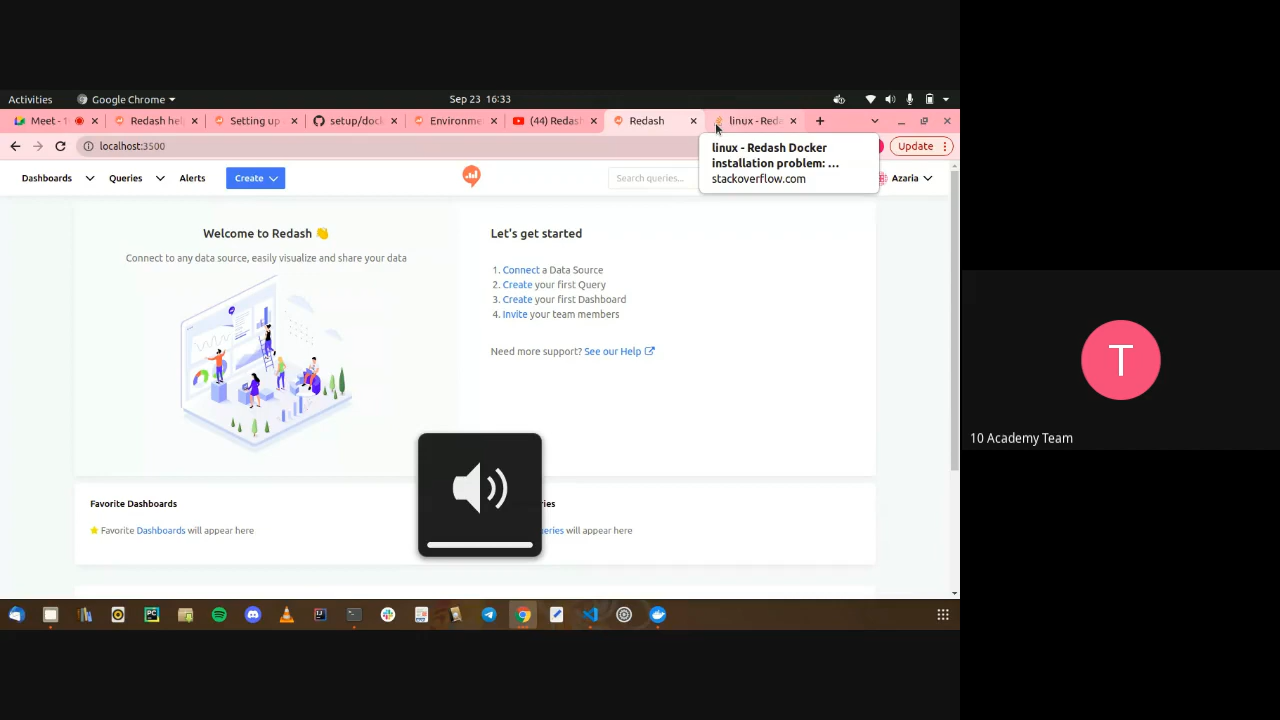 Activities
Google Chrome
Sep 23 16:33
Meet - 1
Redash hel
Setting up
setup/dock
Environme
(44) Redash
Redash
linux - Reda
localhost:3500
Update
linux - Redash Docker
installation problem: ...
stackoverflow.com
Dashboards
Queries
Alerts
Create
Search queries...
Azaria
Welcome to Redash
Connect to any data source, easily visualize and share your data
Let's get started
1. Connect a Data Source
2. Create your first Query
3. Create your first Dashboard
4. Invite your team members
Need more support? See our Help
Favorite Dashboards
Favorite Dashboards will appear here
ries
eries will appear here
T
10 Academy Team